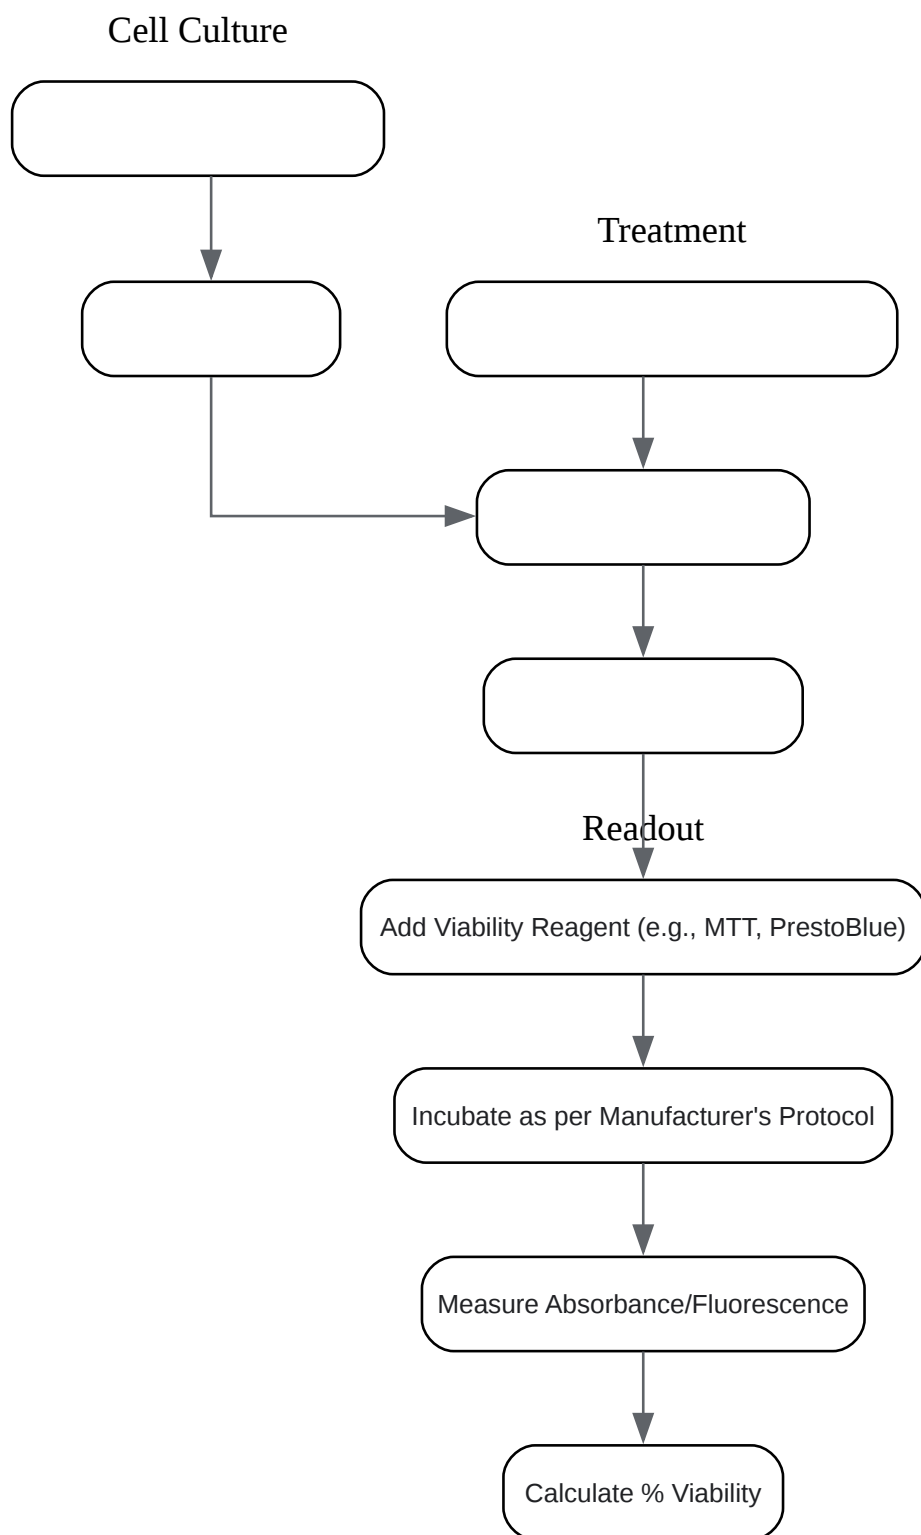 Cell Culture
Treatment
Readout
Add Viability Reagent (e.g., MTT, PrestoBlue)
Incubate as per Manufacturer's Protocol
Measure Absorbance/Fluorescence
Calculate % Viability